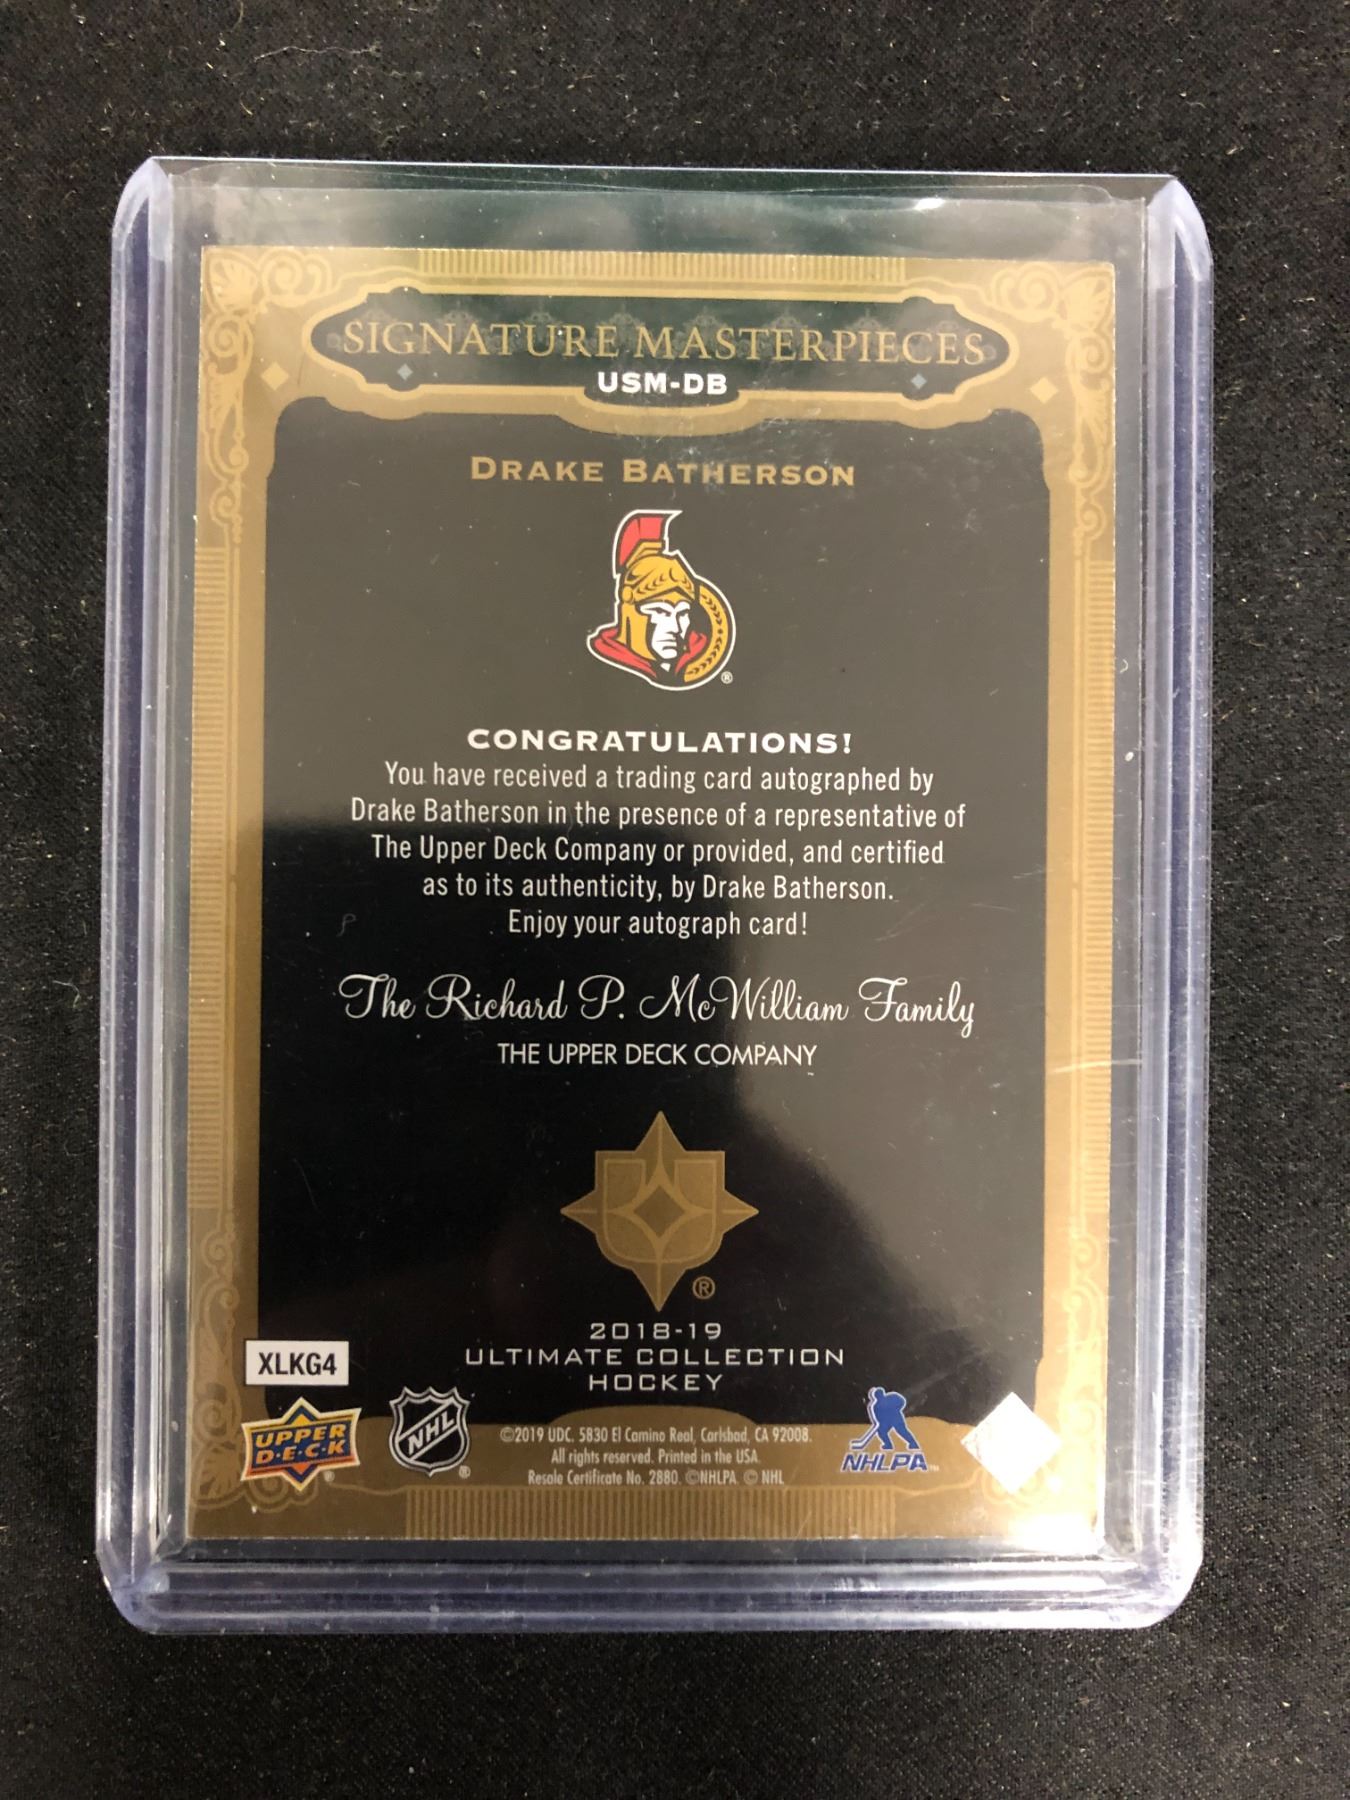 SIGNATURE MASTERPIECES
USM-DB
DRAKE BATHERSON
®
CONGRATULATIONS!
You have received a trading card autographed by
Drake Batherson in the presence of a representative of
The Upper Deck Company or provided, and certified
as to its authenticity, by Drake Batherson.
Enjoy your autograph card!
The Richard P. McWilliam Family
THE UPPER DECK COMPANY
®
2018-19
ULTIMATE COLLECTION
HOCKEY
XLKG4
UPPER
D·E·C·K
®
NHL
®
©2019 UDC. 5830 El Camino Real, Carlsbad, CA 92008.
All rights reserved. Printed in the USA.
Resale Certificate No. 2880. ©NHLPA. © NHL
NHLPA™